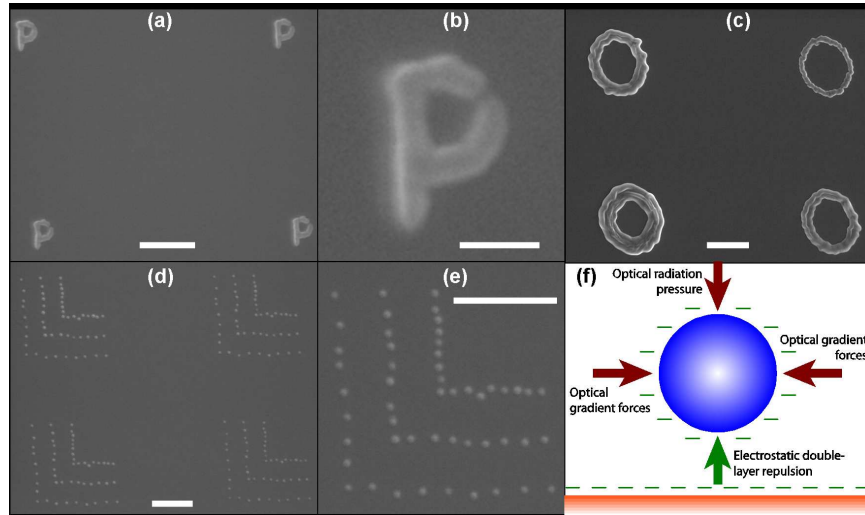 (a)
(b)
(c)
P
P
P
P
P
(d)
(e)
(f)
Optical radiation
pressure
Optical gradient
forces
Optical
gradient forces
Electrostatic double-
layer repulsion